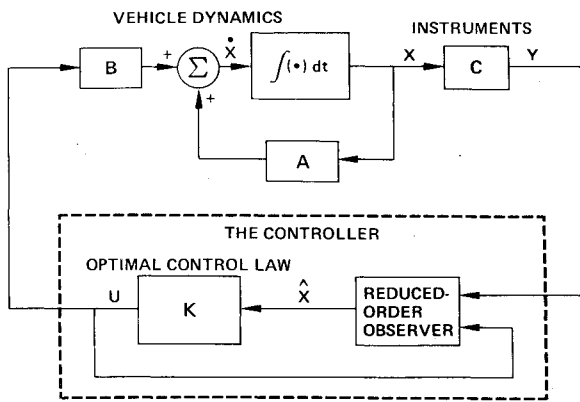 VEHICLE DYNAMICS
INSTRUMENTS
B
+
Σ
+
Ẋ
∫(•) dt
X
C
Y
A
THE CONTROLLER
OPTIMAL CONTROL LAW
U
K
X̂
REDUCED-
ORDER
OBSERVER